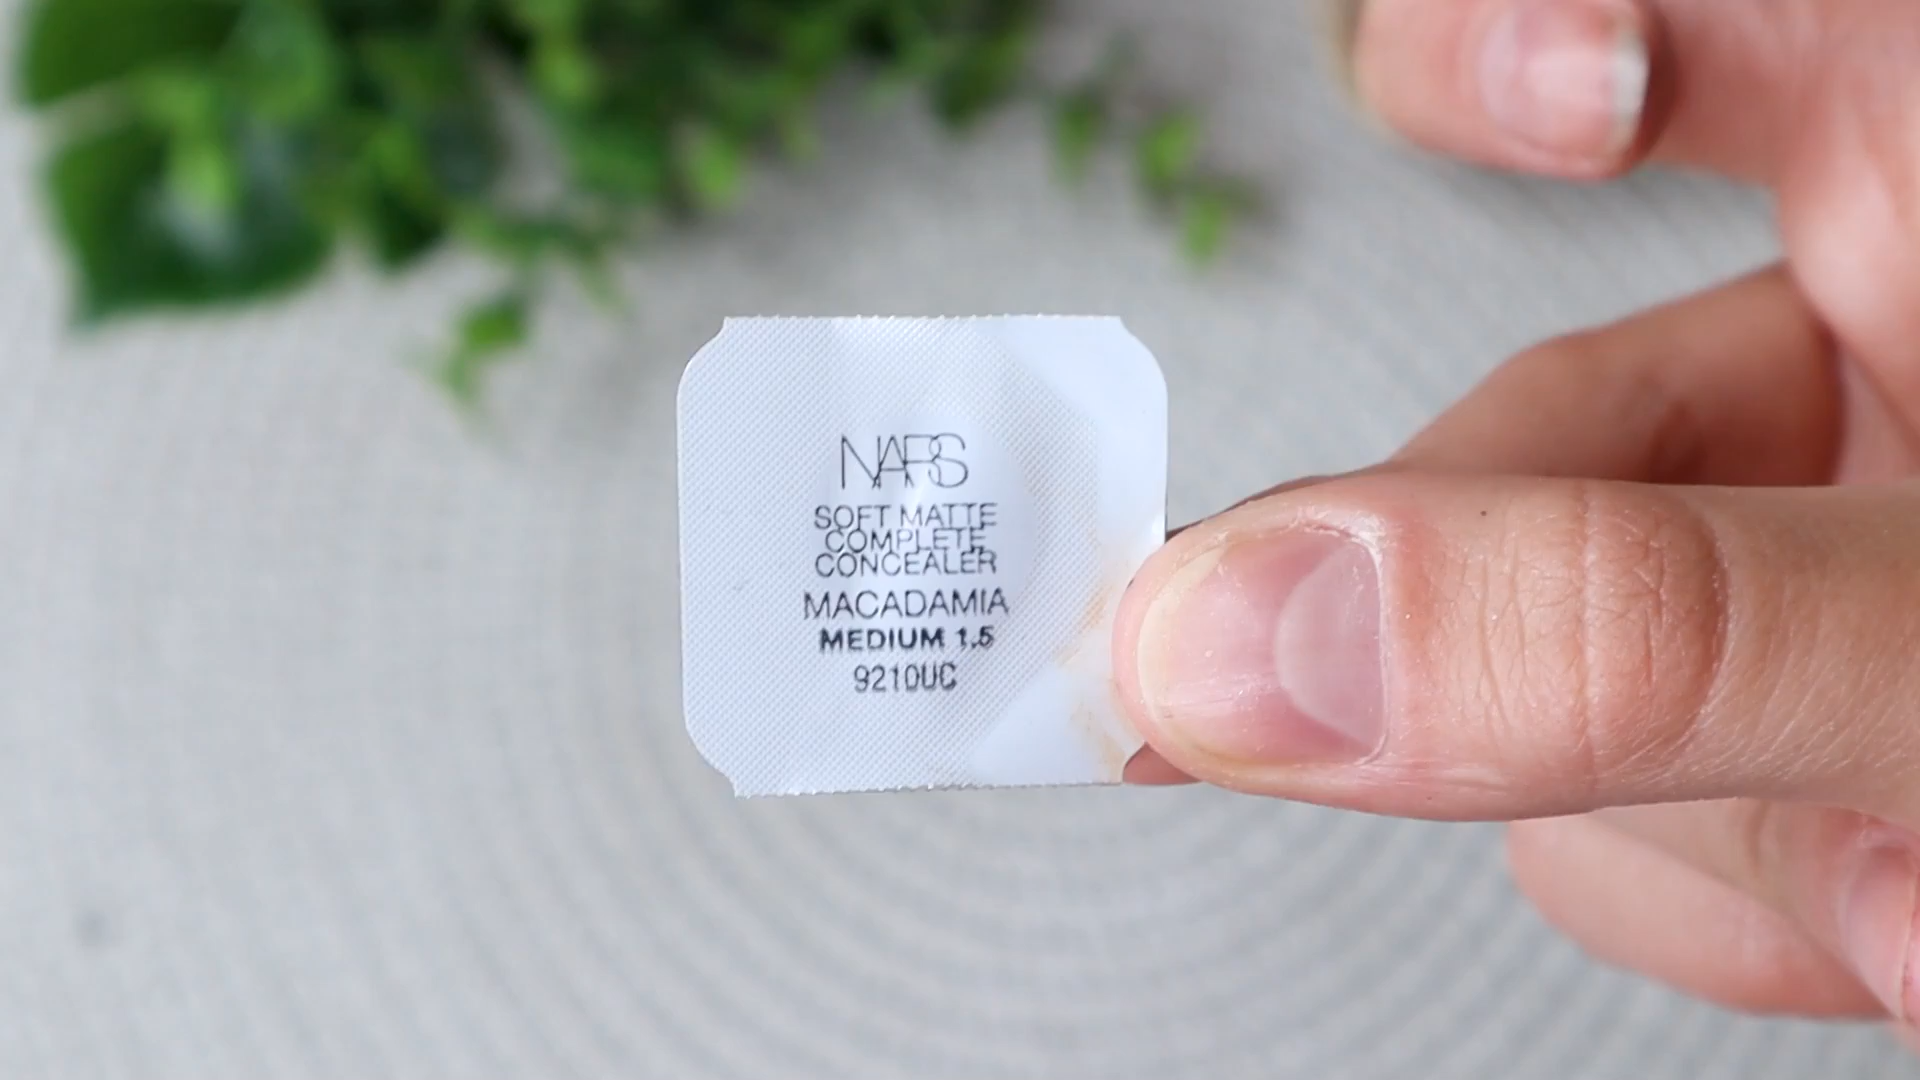 NARS
SOFT MATTE
COMPLETE
CONCEALER
MACADAMIA
MEDIUM 1.5
9210UC